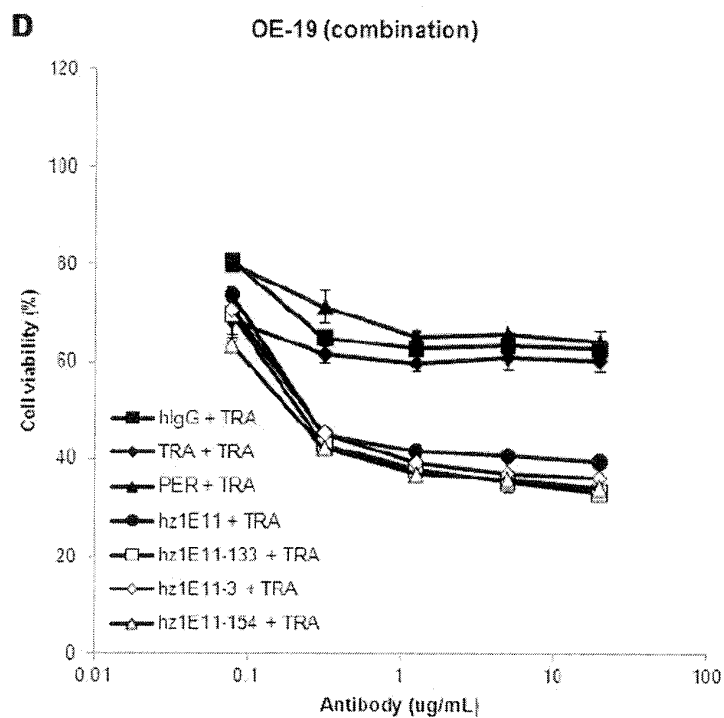 D
OE-19 (combination)
120
100
80
60
40
20
0
Cell viability (%)
hIgG + TRA
TRA + TRA
PER + TRA
hz1E11 + TRA
hz1E11-133 + TRA
hz1E11-3 + TRA
hz1E11-154 + TRA
0.01
0.1
1
10
100
Antibody (ug/mL)